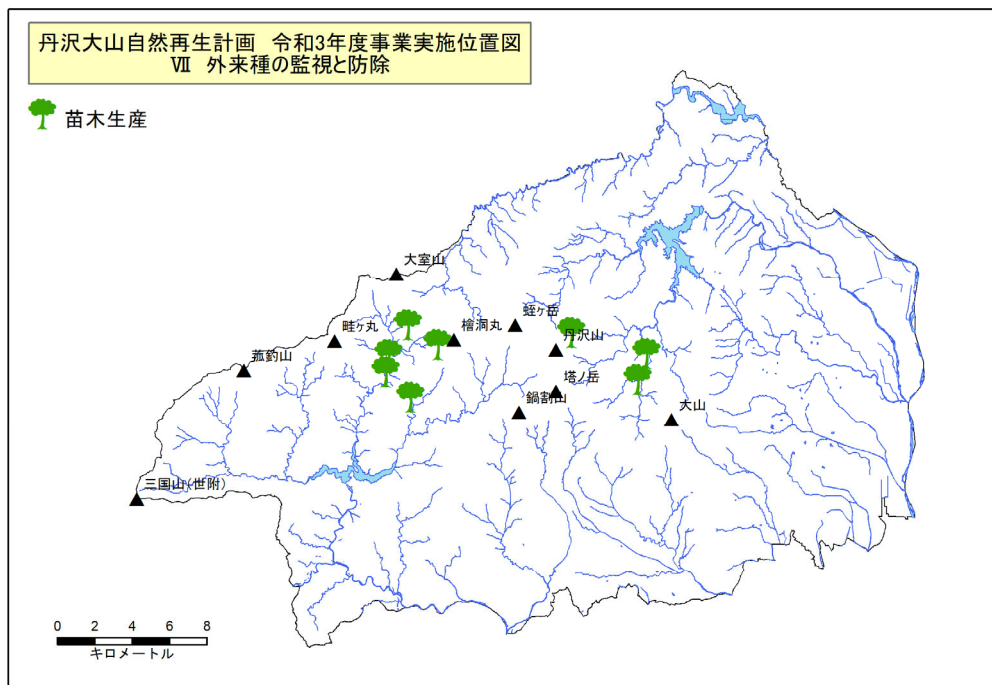 丹沢大山自然再生計画 令和3年度事業実施位置図
Ⅶ 外来種の監視と防除
苗木生産
大室山
畦ヶ丸
檜洞丸
蛭ヶ岳
丹沢山
菰釣山
塔ノ岳
鍋割山
大山
三国山(世附)
0 2 4 6 8
キロメートル